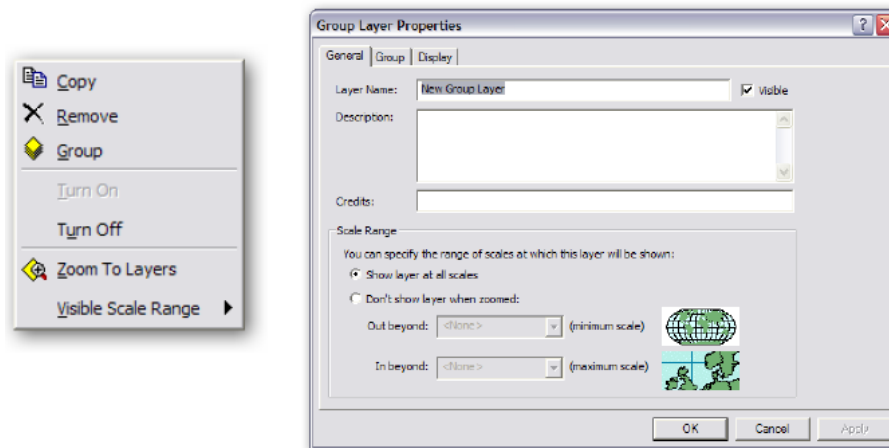 Copy
Remove
Group
Turn On
Turn Off
Zoom To Layers
Visible Scale Range
Group Layer Properties
General Group Display
Layer Name: New Group Layer Visible
Description:
Credits:
Scale Range
You can specify the range of scales at which this layer will be shown:
Show layer at all scales
Don't show layer when zoomed:
Out beyond: <None> (minimum scale)
In beyond: <None> (maximum scale)
OK Cancel Apply